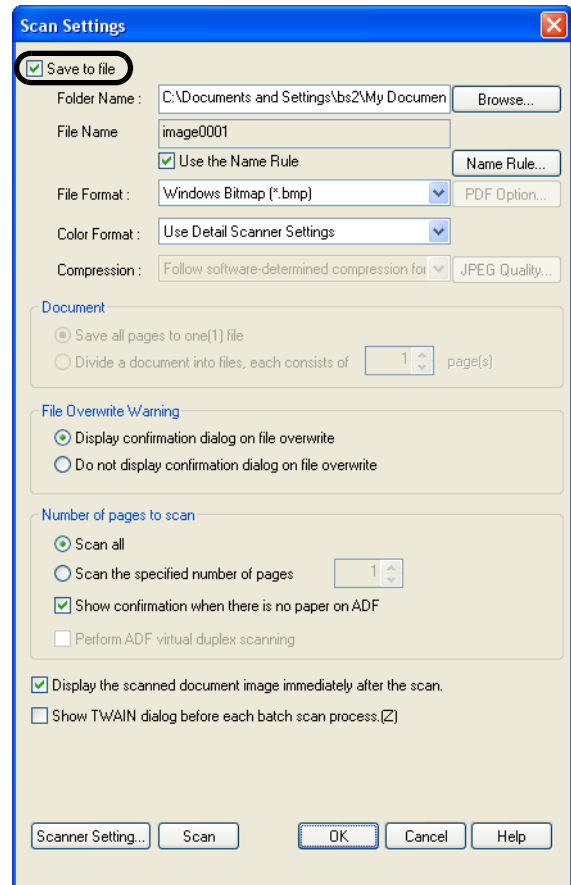 Scan Settings
Save to file
Folder Name : C:\Documents and Settings\bs2\My Documen Browse...
File Name image0001
Use the Name Rule Name Rule...
File Format : Windows Bitmap (*.bmp) PDF Option...
Color Format : Use Detail Scanner Settings
Compression : Follow software-determined compression for JPEG Quality...
Document
Save all pages to one(1) file
Divide a document into files, each consists of 1 page(s)
File Overwrite Warning
Display confirmation dialog on file overwrite
Do not display confirmation dialog on file overwrite
Number of pages to scan
Scan all
Scan the specified number of pages 1
Show confirmation when there is no paper on ADF
Perform ADF virtual duplex scanning
Display the scanned document image immediately after the scan.
Show TWAIN dialog before each batch scan process.(Z)
Scanner Setting... Scan OK Cancel Help